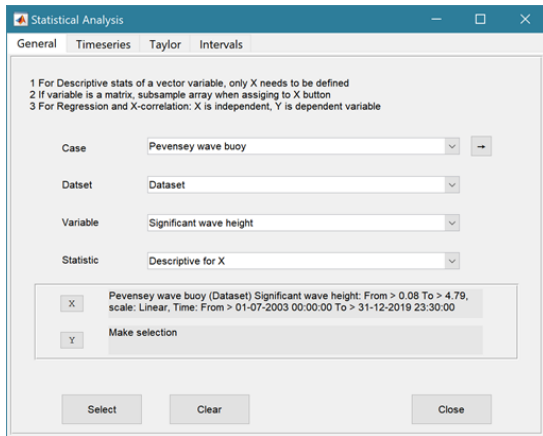 Statistical Analysis
General Timeseries Taylor Intervals
1 For Descriptive stats of a vector variable, only X needs to be defined
2 If variable is a matrix, subsample array when assiging to X button
3 For Regression and X-correlation: X is independent, Y is dependent variable
Case Pevensey wave buoy →
Datset Dataset
Variable Significant wave height
Statistic Descriptive for X
X Pevensey wave buoy (Dataset) Significant wave height: From > 0.08 To > 4.79,
scale: Linear, Time: From > 01-07-2003 00:00:00 To > 31-12-2019 23:30:00
Y Make selection
Select Clear Close